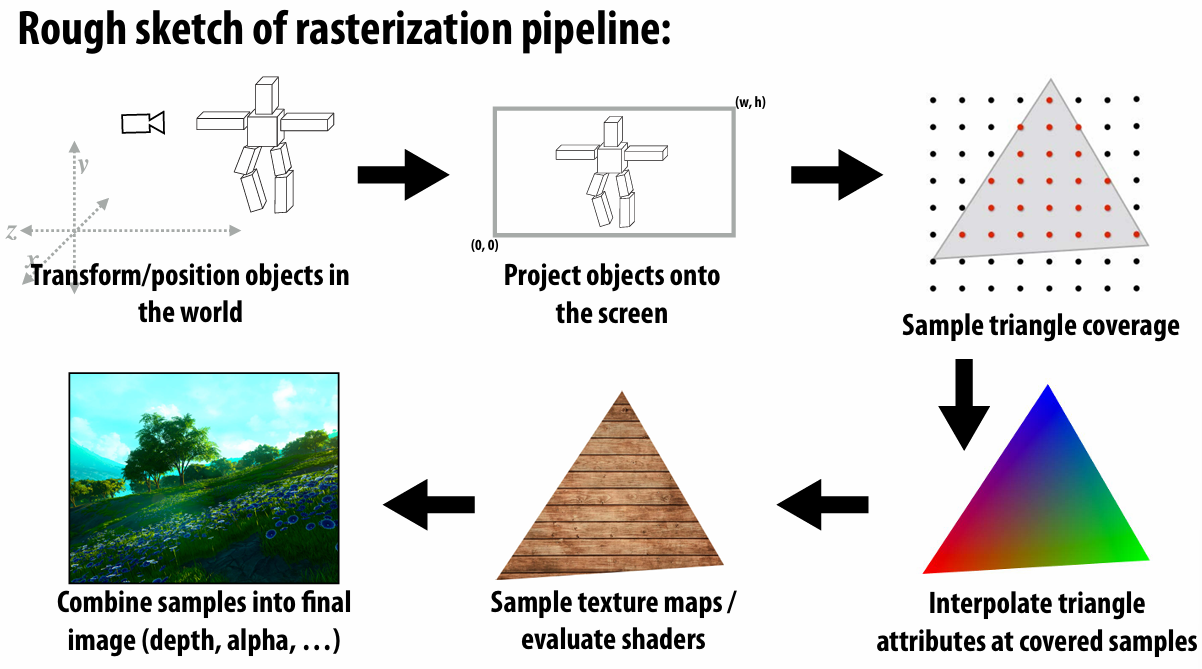 Rough sketch of rasterization pipeline:
y
z
x
Transform/position objects in
the world
(w, h)
(0, 0)
Project objects onto
the screen
Sample triangle coverage
Interpolate triangle
attributes at covered samples
Sample texture maps /
evaluate shaders
Combine samples into final
image (depth, alpha, …)